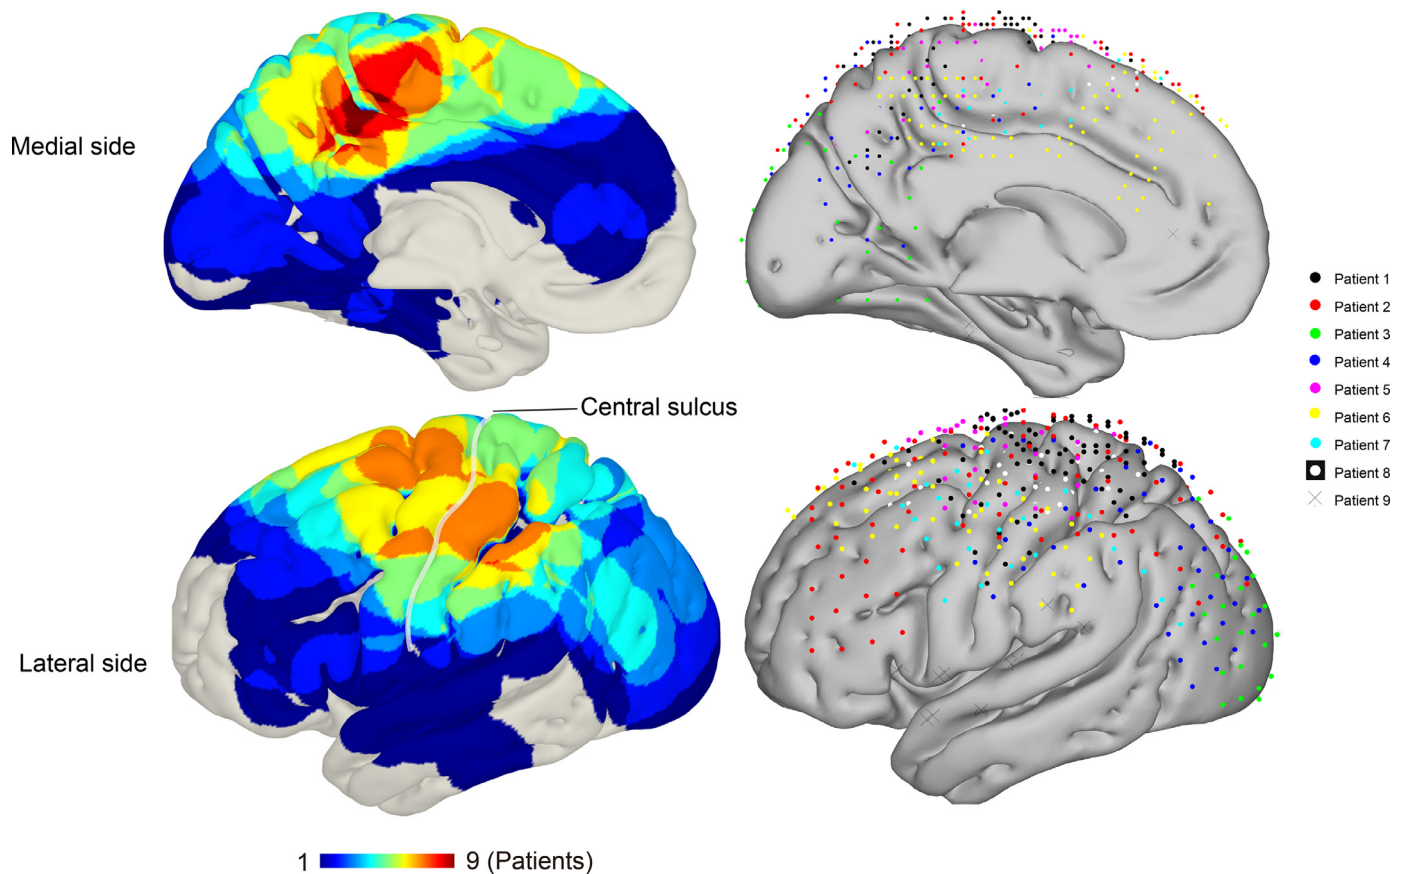 Medial side
Patient 1
Patient 2
Patient 3
Patient 4
Patient 5
Patient 6
Patient 7
Patient 8
Patient 9
Central sulcus
Lateral side
1 9 (Patients)